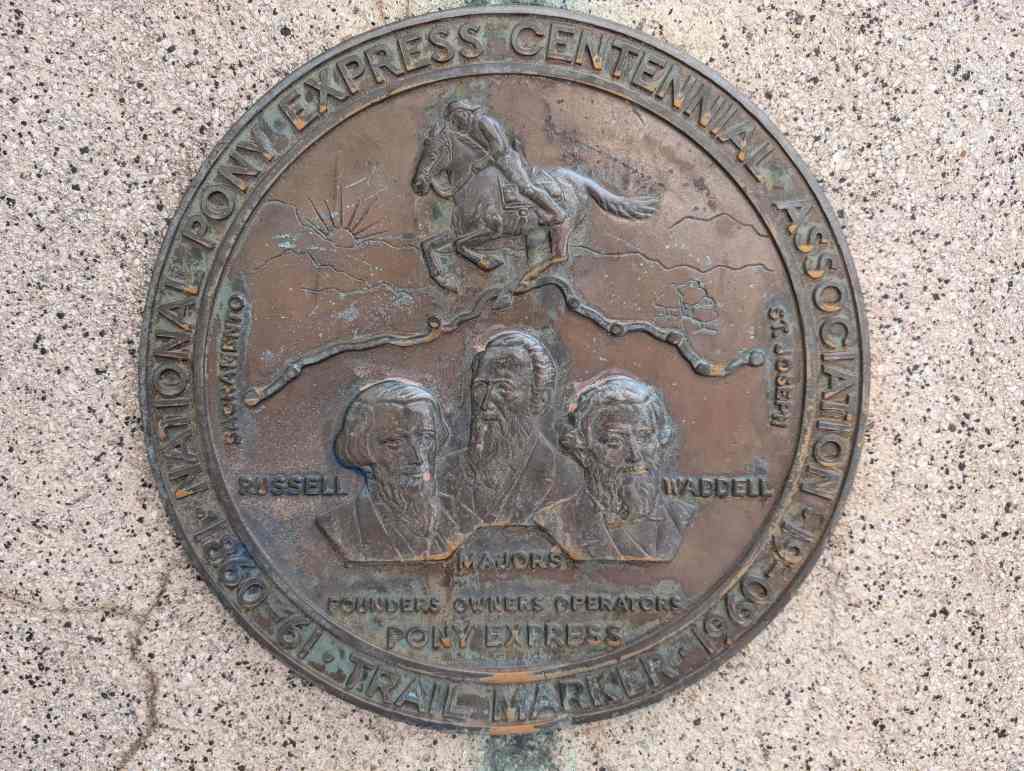 NATIONAL PONY EXPRESS CENTENNIAL ASSOCIATION
SACRAMENTO
ST. JOSEPH
RUSSELL
WADDELL
MAJORS
FOUNDERS OWNERS OPERATORS
PONY EXPRESS
1860-61 · TRAIL MARKER · 1960-61